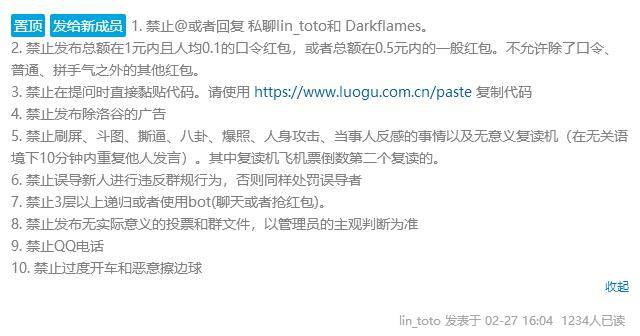 置顶 发给新成员 1. 禁止@或者回复 私聊lin_toto和 Darkflames。
2. 禁止发布总额在1元内且人均0.1的口令红包，或者总额在0.5元内的一般红包。不允许除了口令、
普通、拼手气之外的其他红包。
3. 禁止在提问时直接黏贴代码。请使用 https://www.luogu.com.cn/paste 复制代码
4. 禁止发布除洛谷的广告
5. 禁止刷屏、斗图、撕逼、八卦、爆照、人身攻击、当事人反感的事情以及无意义复读机（在无关语
境下10分钟内重复他人发言）。其中复读机飞机票倒数第二个复读的。
6. 禁止误导新人进行违反群规行为，否则同样处罚误导者
7. 禁止3层以上递归或者使用bot(聊天或者抢红包)。
8. 禁止发布无实际意义的投票和群文件，以管理员的主观判断为准
9. 禁止QQ电话
10. 禁止过度开车和恶意擦边球
收起
lin_toto 发表于 02-27 16:04 1234人已读